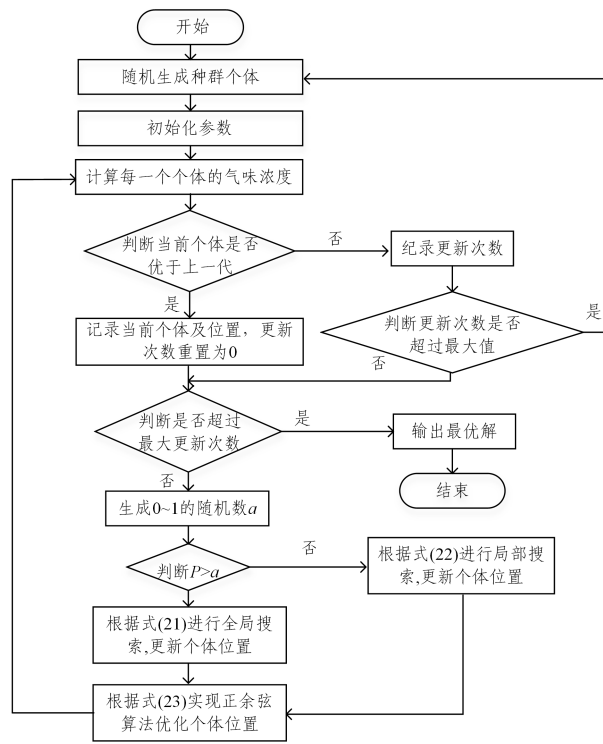 开始
随机生成种群个体
初始化参数
计算每一个个体的气味浓度
判断当前个体是否
优于上一代
否
纪录更新次数
是
判断更新次数是否
超过最大值
是
否
记录当前个体及位置，更新
次数重置为0
判断是否超过
最大更新次数
是
输出最优解
结束
否
生成0~1的随机数a
判断P>a
否
根据式(22)进行局部搜
索,更新个体位置
根据式(21)进行全局搜
索,更新个体位置
根据式(23)实现正余弦
算法优化个体位置